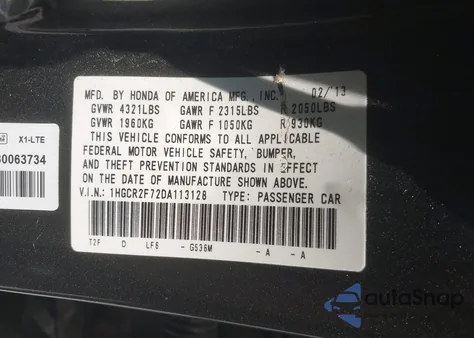 MFD. BY HONDA OF AMERICA MFG., INC. 02/'13
GVWR 4321LBS GAWR F 2315LBS R 2050LBS
GVWR 1960KG GAWR F 1050KG R 930KG
THIS VEHICLE CONFORMS TO ALL APPLICABLE
FEDERAL MOTOR VEHICLE SAFETY, BUMPER,
AND THEFT PREVENTION STANDARDS IN EFFECT
ON THE DATE OF MANUFACTURE SHOWN ABOVE.
V.I.N: 1HGCR2F72DA113128 TYPE: PASSENGER CAR
T2F D LF6 - G536M - A - A
X1-LTE
0063734
autoSnap